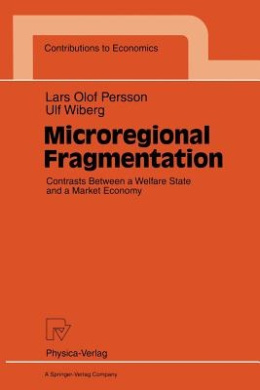 Contributions to Economics
Lars Olof Persson
Ulf Wiberg
Microregional
Fragmentation
Contrasts Between a Welfare State
and a Market Economy
Physica-Verlag
A Springer-Verlag Company